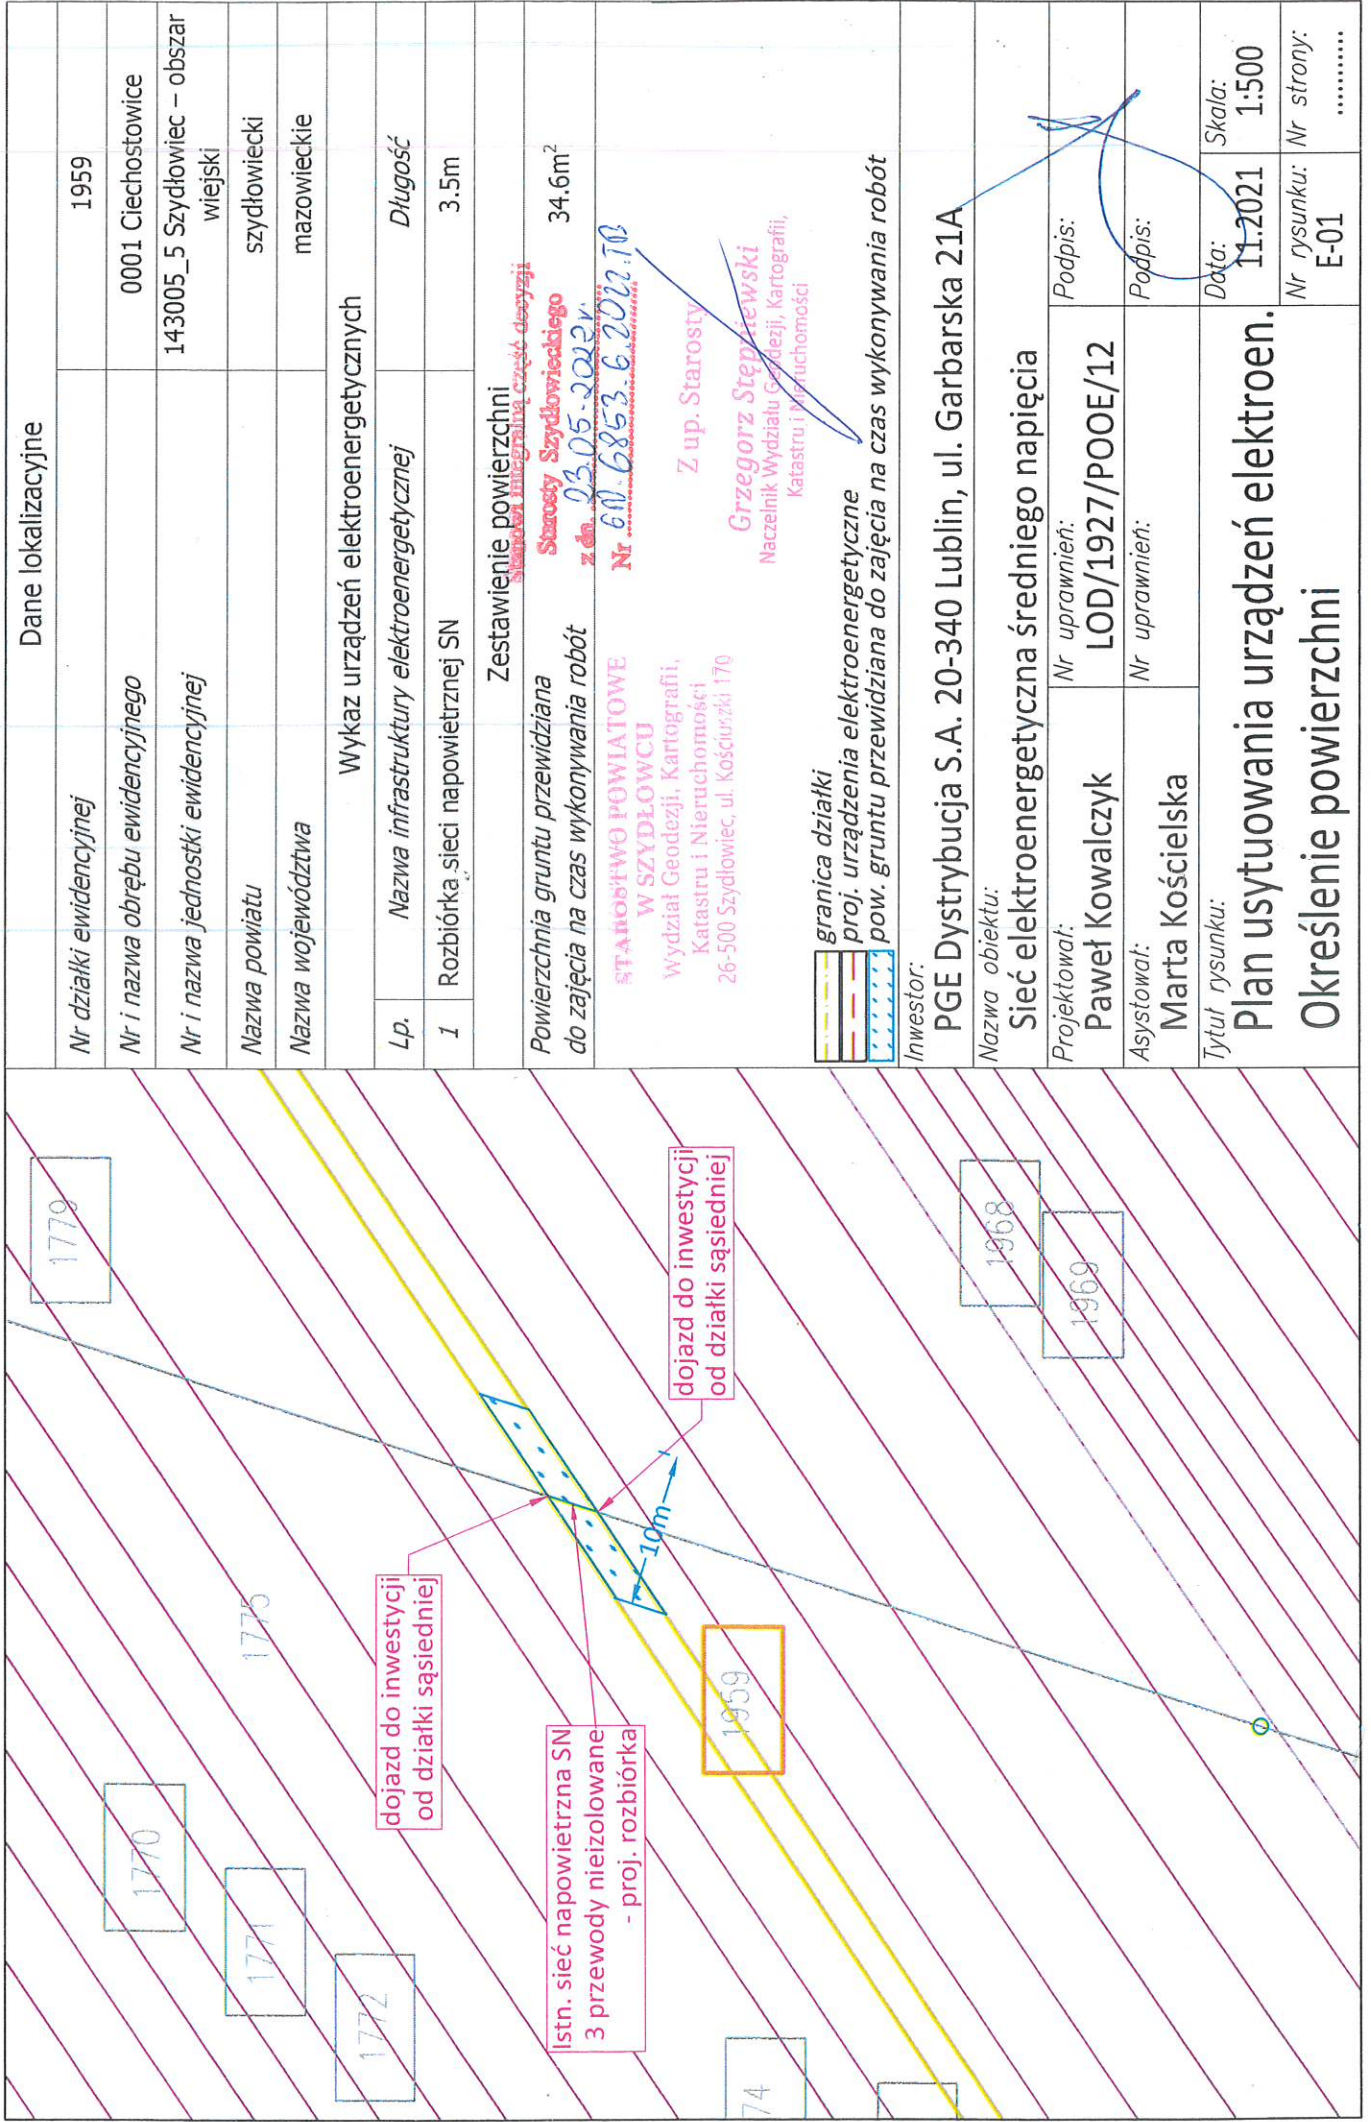 Dane lokalizacyjne
Nr działki ewidencyjnej 1959
Nr i nazwa obrębu ewidencyjnego 0001 Ciechostowice
Nr i nazwa jednostki ewidencyjnej 143005_5 Szydłowiec – obszar
wiejski
Nazwa powiatu szydłowiecki
Nazwa województwa mazowieckie
Wykaz urządzeń elektroenergetycznych
Lp. Nazwa infrastruktury elektroenergetycznej Długość
1 Rozbiórka sieci napowietrznej SN 3.5m
Zestawienie powierzchni
Powierzchnia gruntu przewidziana
do zajęcia na czas wykonywania robót 34.6m²
Stanowi integralną część decyzji
Starosty Szydłowieckiego
z dn. 23.05.2022r.
Nr GN.6853.6.2022.TB
STAROSTWO POWIATOWE
W SZYDŁOWCU
Wydział Geodezji, Kartografii,
Katastru i Nieruchomości
26-500 Szydłowiec, ul. Kościuszki 170
Z up. Starosty
Grzegorz Stępniewski
Naczelnik Wydziału Geodezji, Kartografii,
Katastru i Nieruchomości
granica działki
proj. urządzenia elektroenergetyczne
pow. gruntu przewidziana do zajęcia na czas wykonywania robót
Inwestor:
PGE Dystrybucja S.A. 20-340 Lublin, ul. Garbarska 21A
Nazwa obiektu:
Sieć elektroenergetyczna średniego napięcia
Projektował: Nr uprawnień: Podpis:
Paweł Kowalczyk LOD/1927/POOE/12
Asystował: Nr uprawnień: Podpis:
Marta Kościelska
Tytuł rysunku: Data: Skala:
Plan usytuowania urządzeń elektroen. 11.2021 1:500
Określenie powierzchni
Nr rysunku: Nr strony:
E-01 ..........
1779
1775
1770
1771
1772
74
1959
1968
1969
dojazd do inwestycji
od działki sąsiedniej
dojazd do inwestycji
od działki sąsiedniej
Istn. sieć napowietrzna SN
3 przewody nieizolowane
- proj. rozbiórka
10m